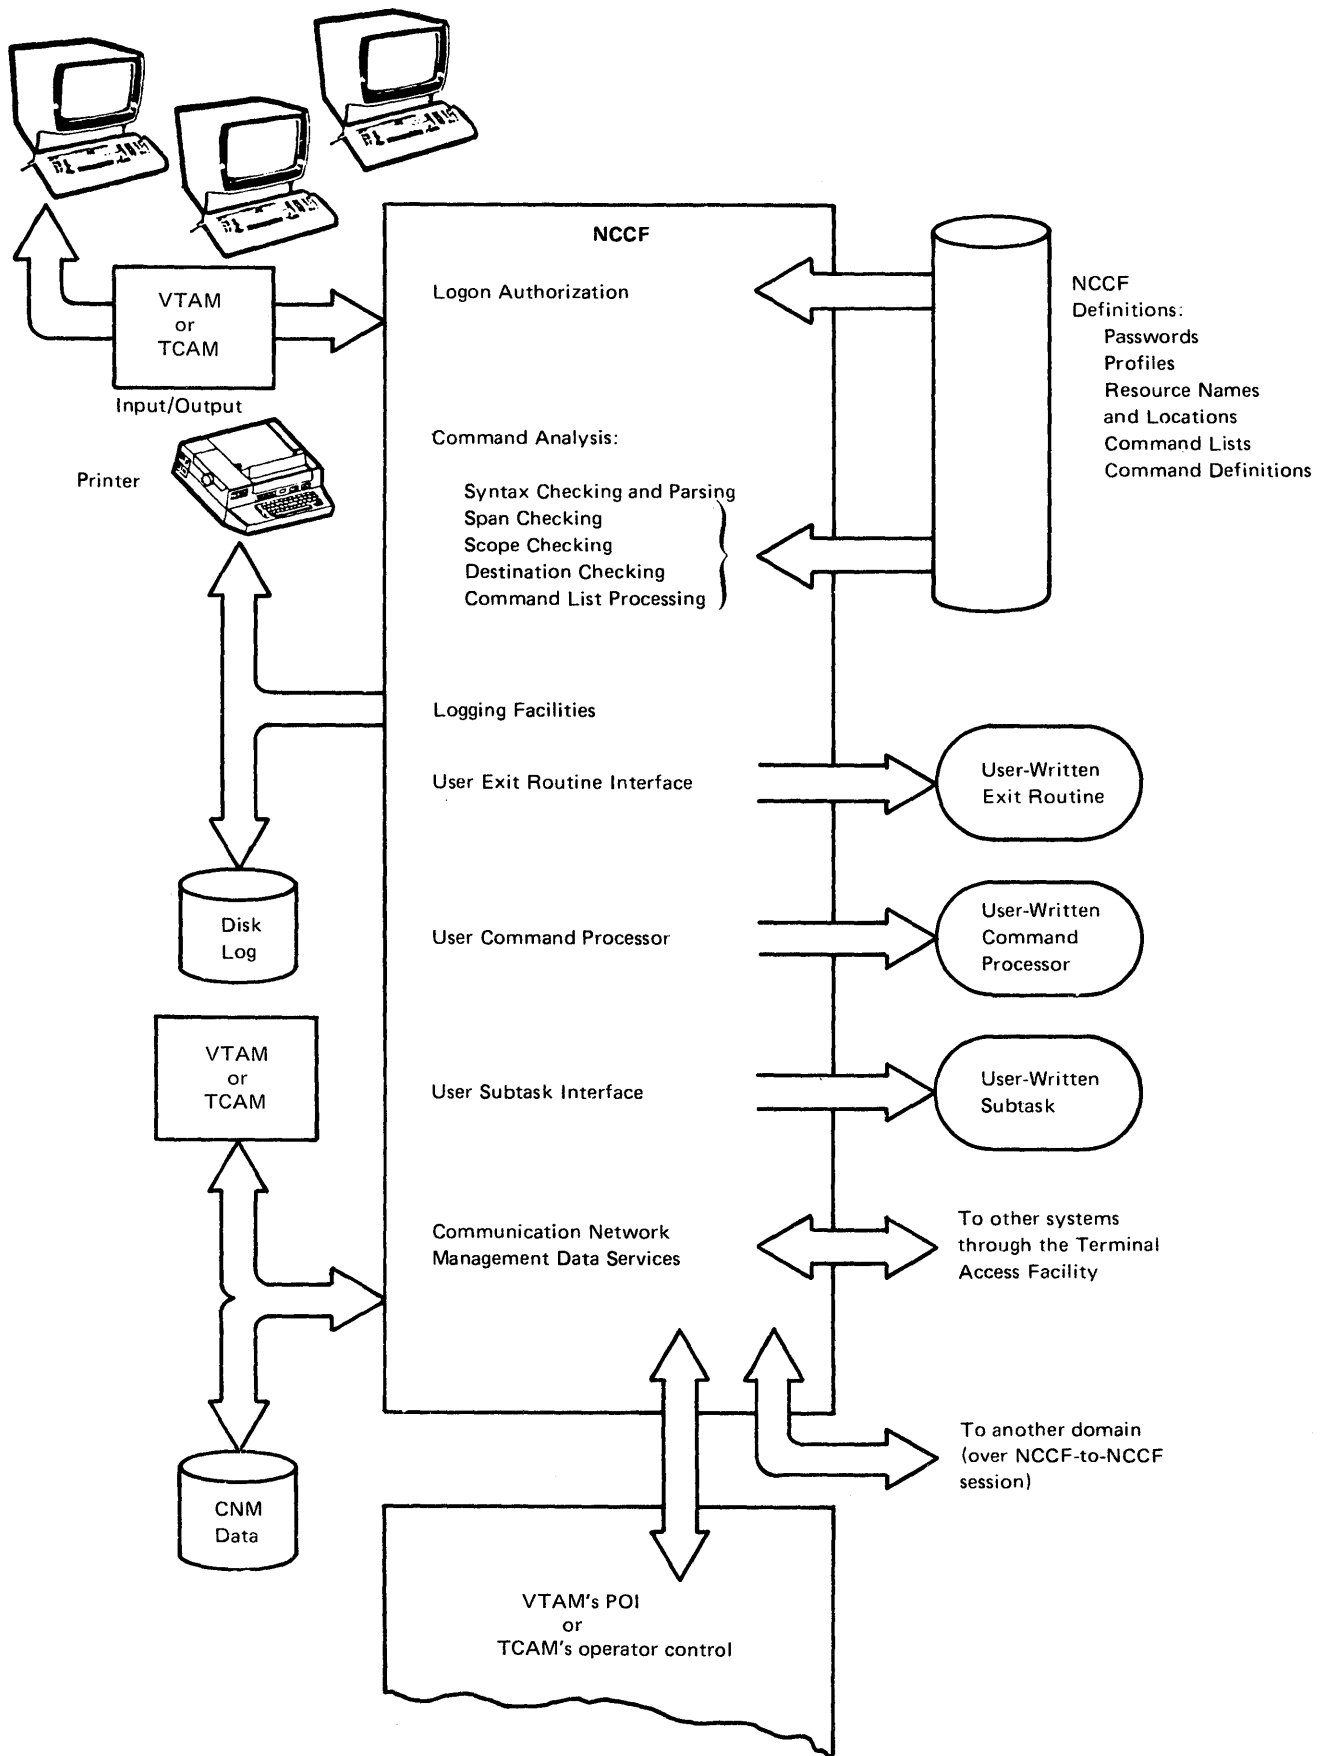 NCCF
Logon Authorization
VTAM
or
TCAM
Input/Output
NCCF
Definitions:
Passwords
Profiles
Resource Names
and Locations
Command Lists
Command Definitions
Printer
Command Analysis:
Syntax Checking and Parsing
Span Checking
Scope Checking
Destination Checking
Command List Processing
Logging Facilities
User Exit Routine Interface
User-Written
Exit Routine
Disk
Log
User Command Processor
User-Written
Command
Processor
VTAM
or
TCAM
User Subtask Interface
User-Written
Subtask
Communication Network
Management Data Services
To other systems
through the Terminal
Access Facility
To another domain
(over NCCF-to-NCCF
session)
CNM
Data
VTAM's POI
or
TCAM's operator control